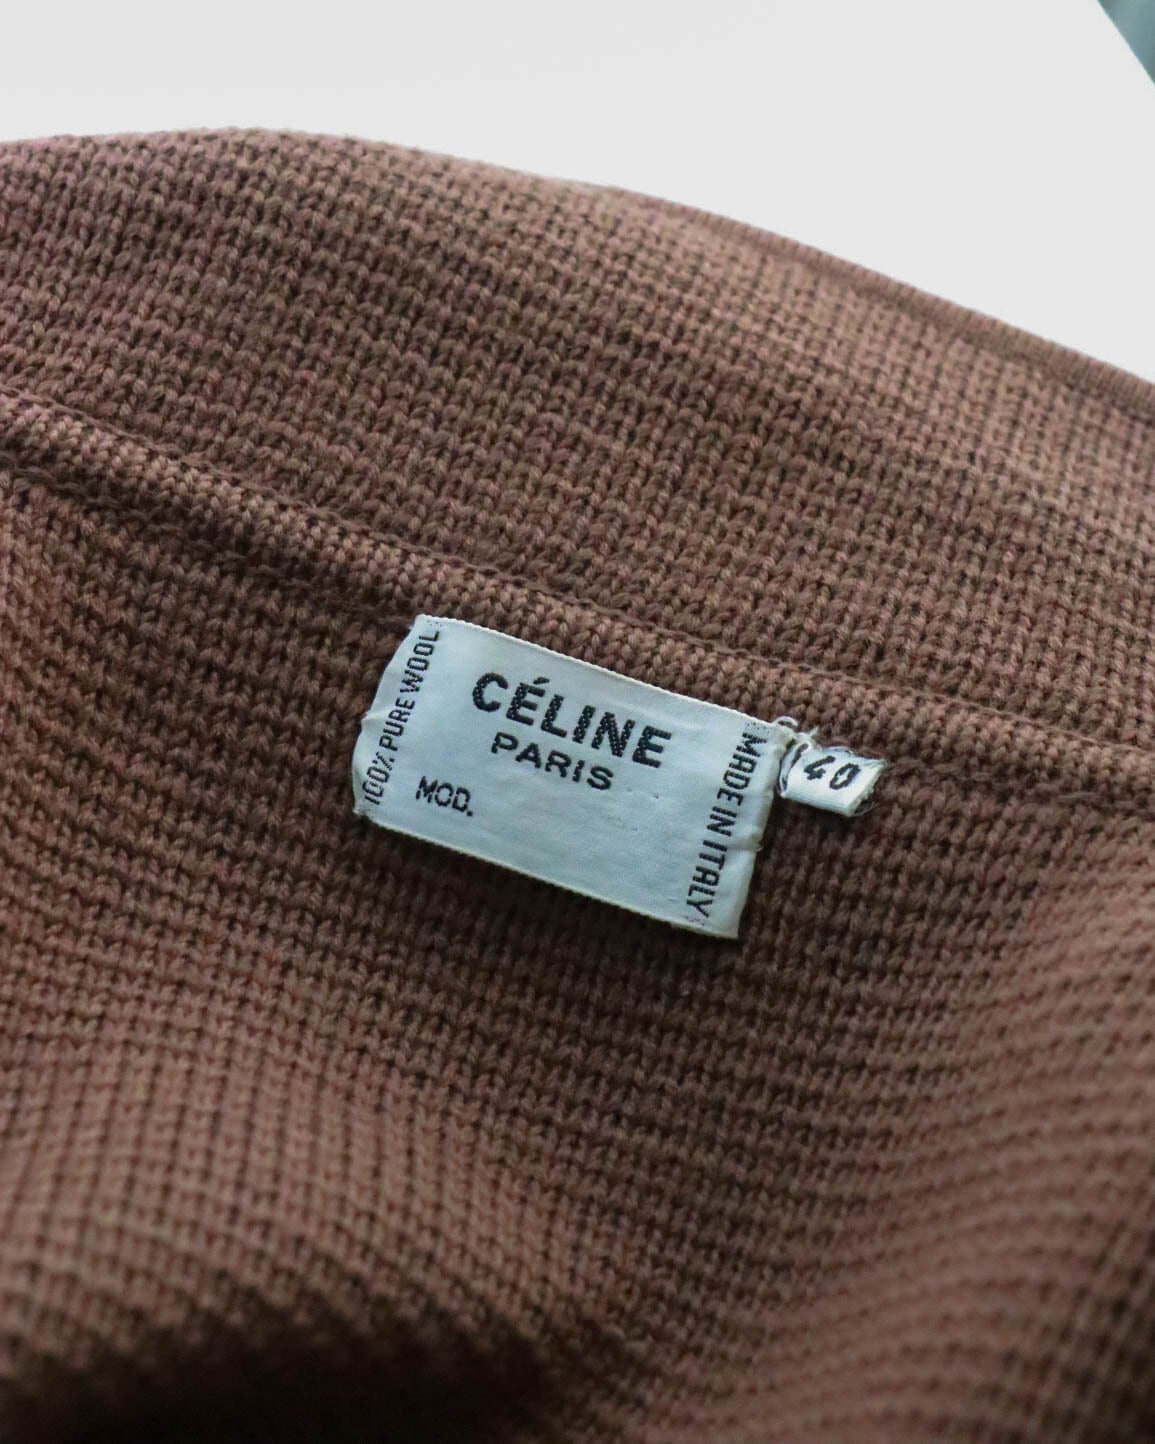 100% PURE WOOL
CÉLINE
PARIS
MOD.
MADE IN ITALY
40